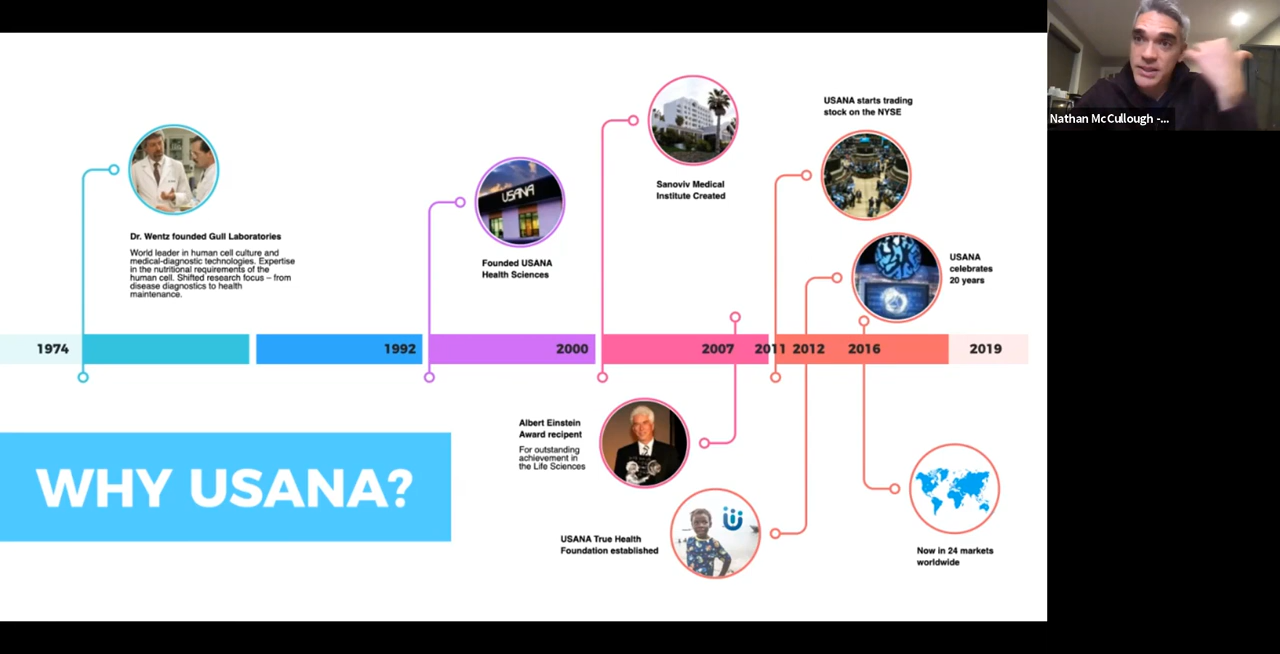 USANA starts trading
stock on the NYSE
Nathan McCullough -...
Sanoviv Medical
Institute Created
Dr. Wentz founded Gull Laboratories
World leader in human cell culture and
medical-diagnostic technologies. Expertise
in the nutritional requirements of the
human cell. Shifted research focus – from
disease diagnostics to health
maintenance.
USANA
Founded USANA
Health Sciences
USANA
celebrates
20 years
1974
1992
2000
2007
2011
2012
2016
2019
Albert Einstein
Award recipent
For outstanding
achievement in
the Life Sciences
WHY USANA?
USANA True Health
Foundation established
Now in 24 markets
worldwide